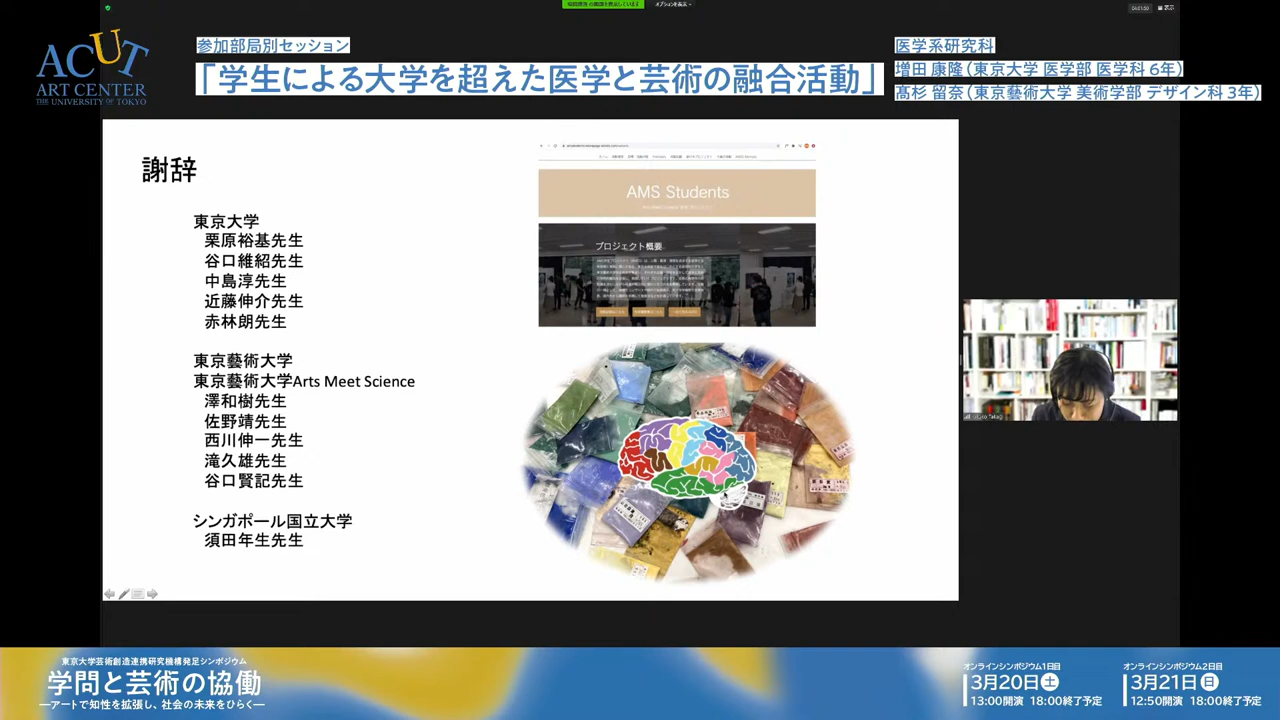 ACUT
ART CENTER
THE UNIVERSITY OF TOKYO
参加部局別セッション
「学生による大学を超えた医学と芸術の融合活動」
医学系研究科
増田 康隆（東京大学 医学部 医学科 6年）
髙杉 留奈（東京藝術大学 美術学部 デザイン科 3年）
オプションを表示
表示
謝辞
東京大学
栗原裕基先生
谷口維紹先生
中島淳先生
近藤伸介先生
赤林朗先生
東京藝術大学
東京藝術大学Arts Meet Science
澤和樹先生
佐野靖先生
西川伸一先生
滝久雄先生
谷口賢記先生
シンガポール国立大学
須田年生先生
AMS Students
プロジェクト概要
東京大学芸術創造連携研究機構発足シンポジウム
学問と芸術の協働
―アートで知性を拡張し、社会の未来をひらく―
オンラインシンポジウム1日目
3月20日土
13:00開演 18:00終了予定
オンラインシンポジウム2日目
3月21日日
12:50開演 18:00終了予定